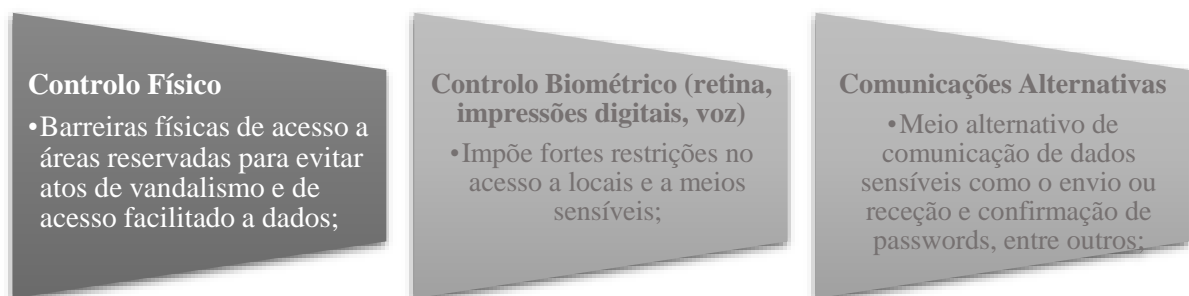 Controlo Físico
•Barreiras físicas de acesso a
áreas reservadas para evitar
atos de vandalismo e de
acesso facilitado a dados;
Controlo Biométrico (retina,
impressões digitais, voz)
•Impõe fortes restrições no
acesso a locais e a meios
sensíveis;
Comunicações Alternativas
•Meio alternativo de
comunicação de dados
sensíveis como o envio ou
receção e confirmação de
passwords, entre outros;